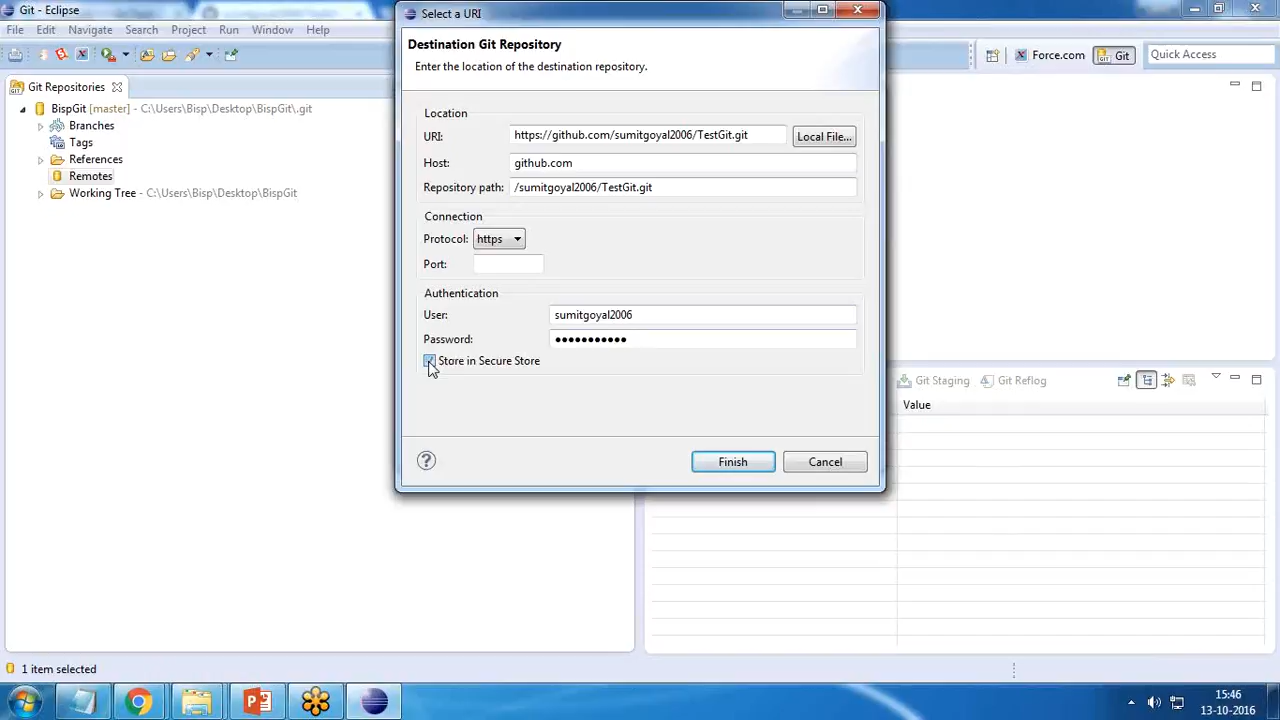 Git - Eclipse
File Edit Navigate Search Project Run Window Help
Force.com Git Quick Access
Git Repositories
BispGit [master] - C:\Users\Bisp\Desktop\BispGit\.git
Branches
Tags
References
Remotes
Working Tree - C:\Users\Bisp\Desktop\BispGit
Select a URI
Destination Git Repository
Enter the location of the destination repository.
Location
URI: https://github.com/sumitgoyal2006/TestGit.git Local File...
Host: github.com
Repository path: /sumitgoyal2006/TestGit.git
Connection
Protocol: https
Port:
Authentication
User: sumitgoyal2006
Password: ●●●●●●●●●●●
Store in Secure Store
Finish Cancel
Git Staging Git Reflog
Value
1 item selected
15:46
13-10-2016